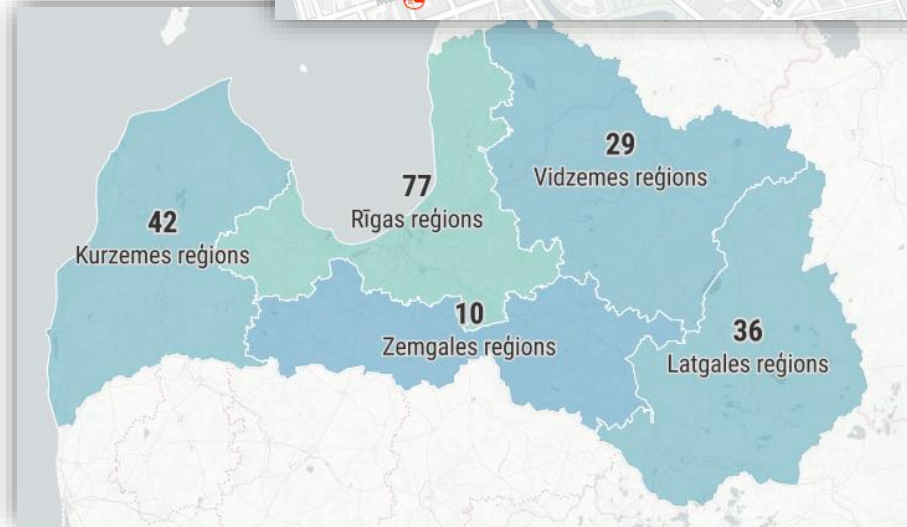 29
Vidzemes reģions
77
Rīgas reģions
42
Kurzemes reģions
10
Zemgales reģions
36
Latgales reģions